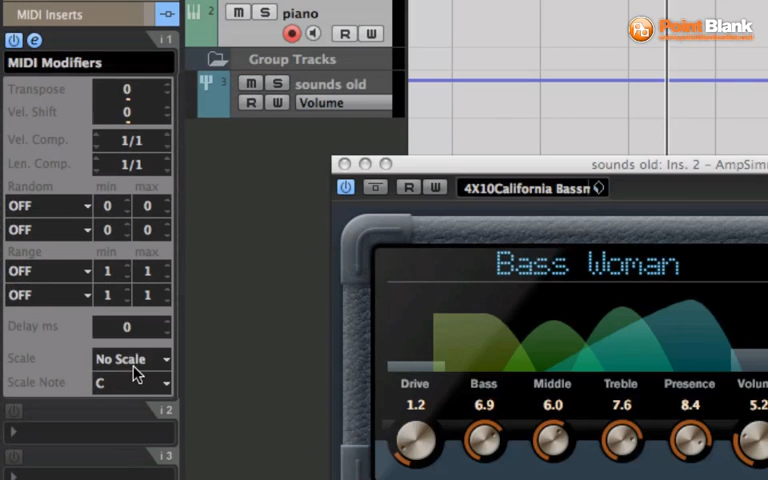 MIDI Inserts
i 1
MIDI Modifiers
Transpose 0
Vel. Shift 0
Vel. Comp. 1/1
Len. Comp. 1/1
Random min max
OFF 0 0
OFF 0 0
Range min max
OFF 1 1
OFF 1 1
Delay ms 0
Scale No Scale
Scale Note C
i 2
i 3
2 M S piano
R W
Group Tracks
3 M S sounds old
R W Volume
Point Blank
sounds old: Ins. 2 - AmpSim
R W 4X10California Bassm
Bass Woman
Drive Bass Middle Treble Presence Volum
1.2 6.9 6.0 7.6 8.4 5.2